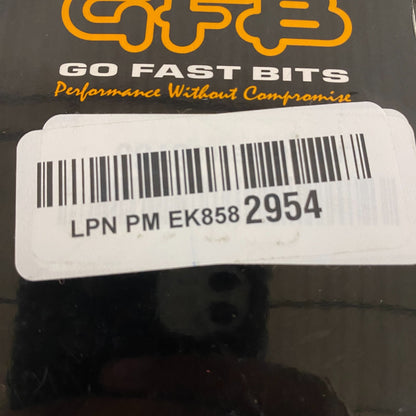 GFB
GO FAST BITS
Performance Without Compromise
LPN PM EK858 2954